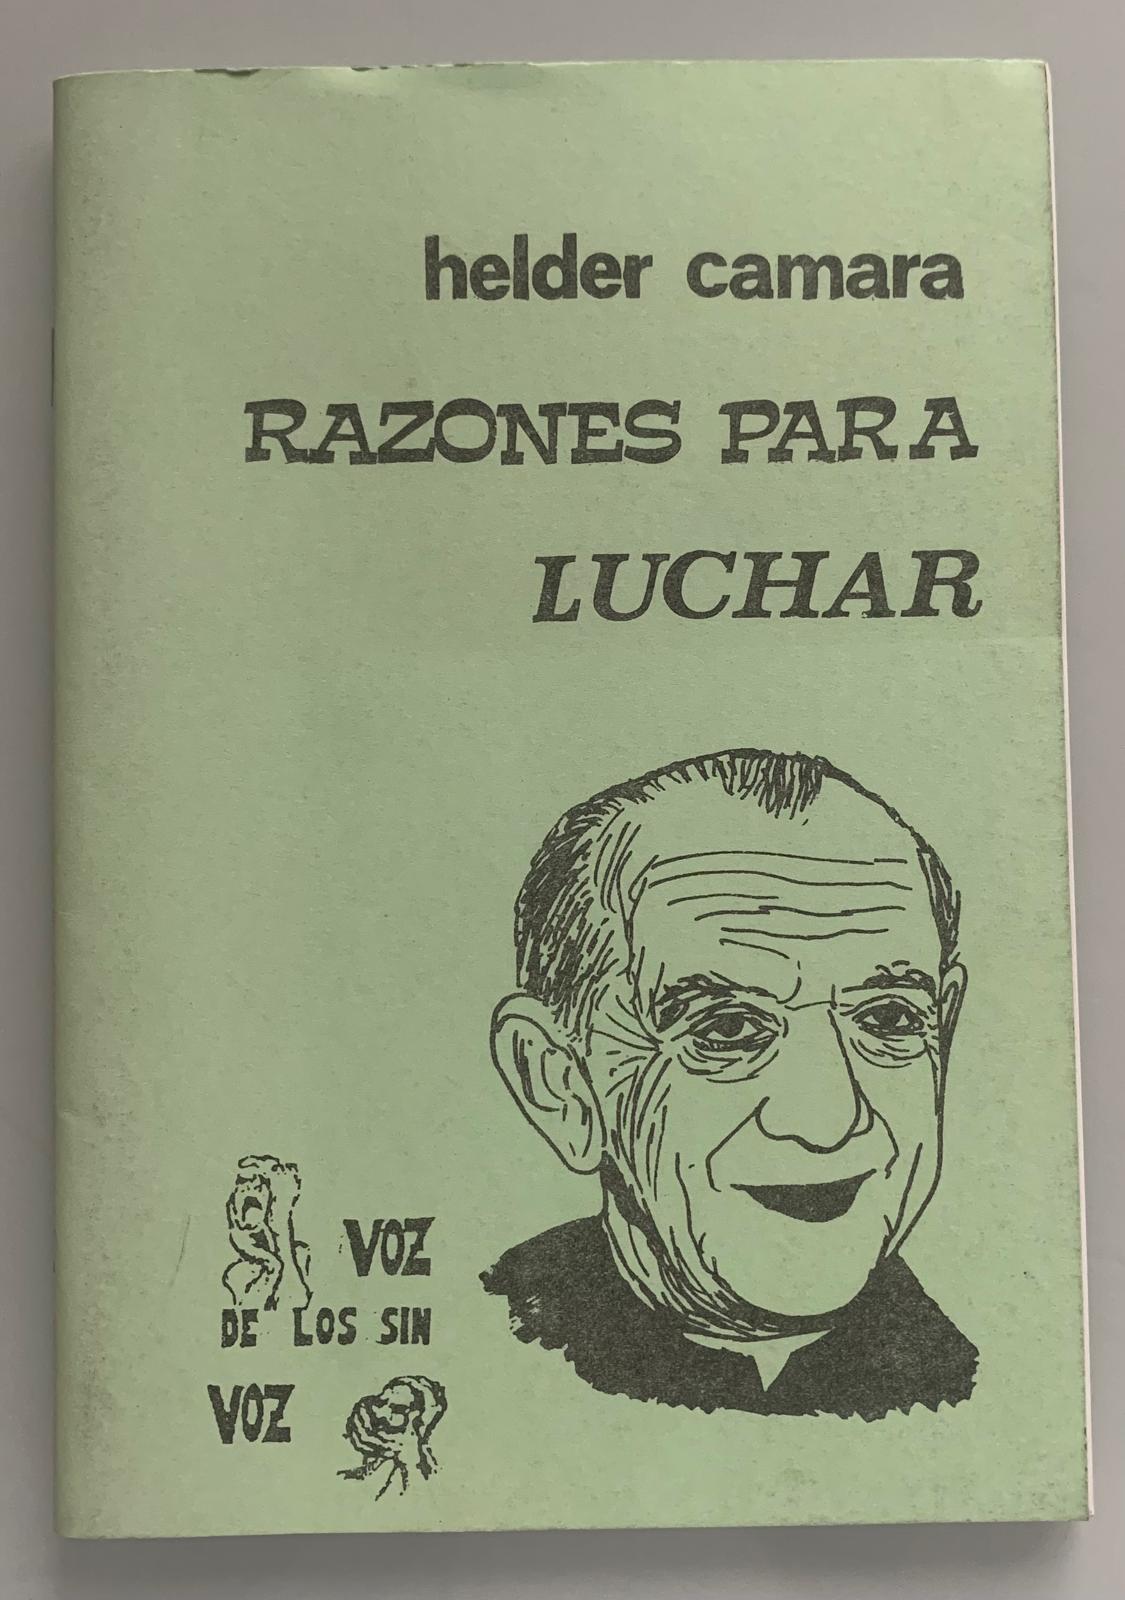 helder camara
RAZONES PARA
LUCHAR
VOZ
DE LOS SIN
VOZ